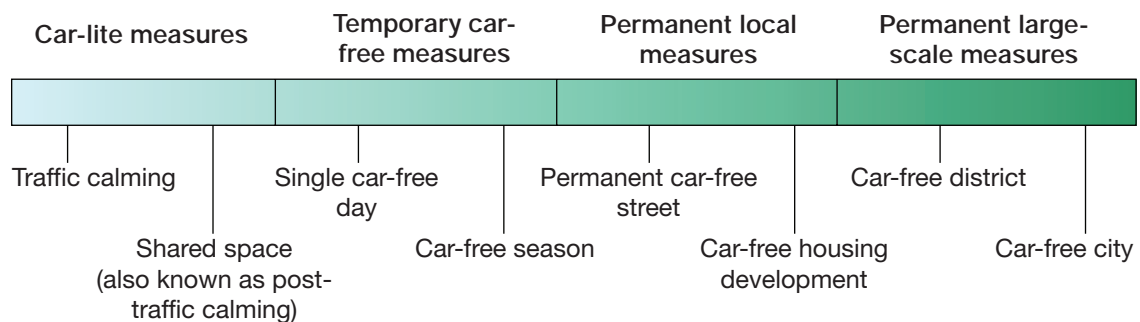 Car-lite measures
Temporary car-
free measures
Permanent local
measures
Permanent large-
scale measures
Traffic calming
Shared space
(also known as post-
traffic calming)
Single car-free
day
Car-free season
Permanent car-free
street
Car-free housing
development
Car-free district
Car-free city